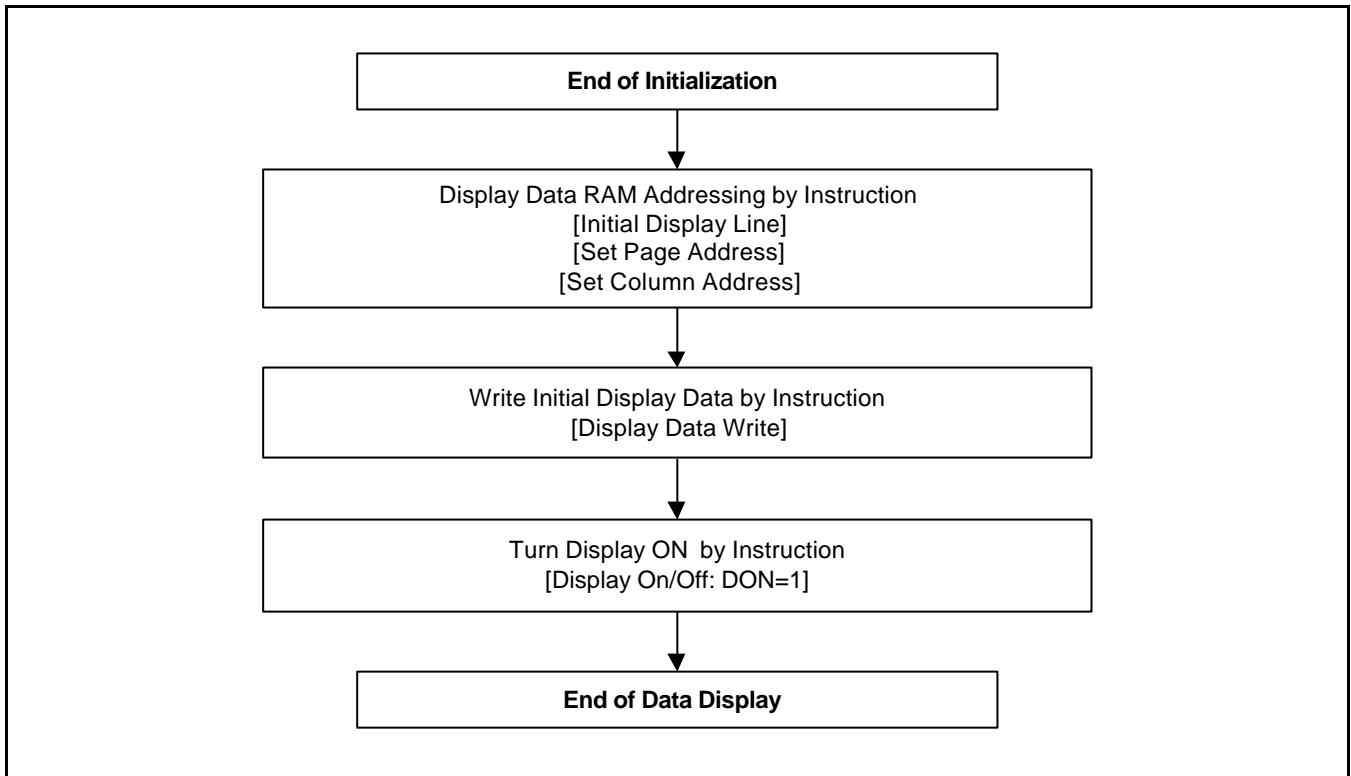 End of Initialization
Display Data RAM Addressing by Instruction
[Initial Display Line]
[Set Page Address]
[Set Column Address]
Write Initial Display Data by Instruction
[Display Data Write]
Turn Display ON by Instruction
[Display On/Off: DON=1]
End of Data Display